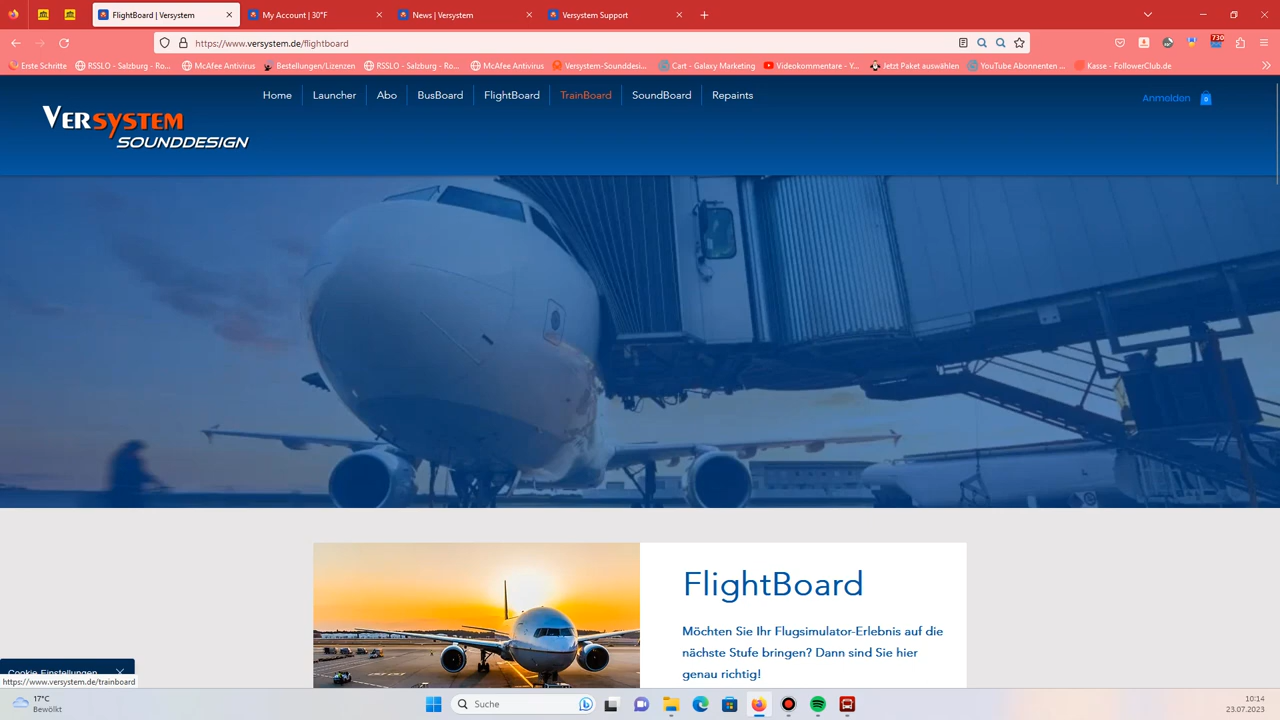 FlightBoard | Versystem
My Account | 30°F
News | Versystem
Versystem Support
https://www.versystem.de/flightboard
730
Erste Schritte
RSSLO - Salzburg - Ro...
McAfee Antivirus
Bestellungen/Lizenzen
RSSLO - Salzburg - Ro...
McAfee Antivirus
Versystem-Sounddesi...
Cart - Galaxy Marketing
Videokommentare - Y...
Jetzt Paket auswählen
YouTube Abonnenten ...
Kasse - FollowerClub.de
VERSYSTEM
SOUNDDESIGN
Home
Launcher
Abo
BusBoard
FlightBoard
TrainBoard
SoundBoard
Repaints
Anmelden
0
FlightBoard
Möchten Sie Ihr Flugsimulator-Erlebnis auf die
nächste Stufe bringen? Dann sind Sie hier
genau richtig!
Cookie Einstellungen
https://www.versystem.de/trainboard
17°C
Bewölkt
Suche
10:14
23.07.2023